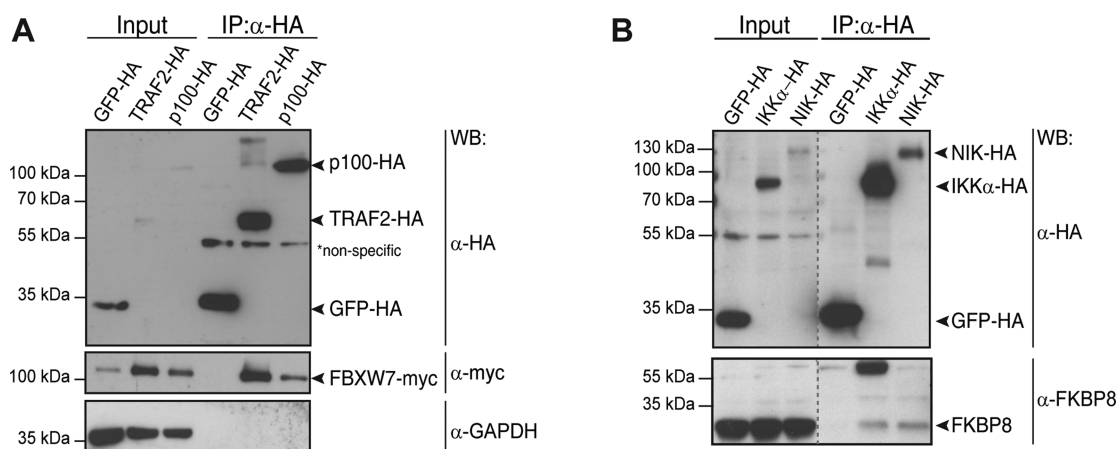 A
Input
IP:α-HA
GFP-HA
TRAF2-HA
p100-HA
GFP-HA
TRAF2-HA
p100-HA
WB:
100 kDa
70 kDa
55 kDa
35 kDa
p100-HA
TRAF2-HA
*non-specific
GFP-HA
α-HA
100 kDa
FBXW7-myc
α-myc
35 kDa
α-GAPDH
B
Input
IP:α-HA
GFP-HA
IKKα-HA
NIK-HA
GFP-HA
IKKα-HA
NIK-HA
WB:
130 kDa
100 kDa
70 kDa
55 kDa
35 kDa
NIK-HA
IKKα-HA
GFP-HA
α-HA
55 kDa
35 kDa
FKBP8
α-FKBP8